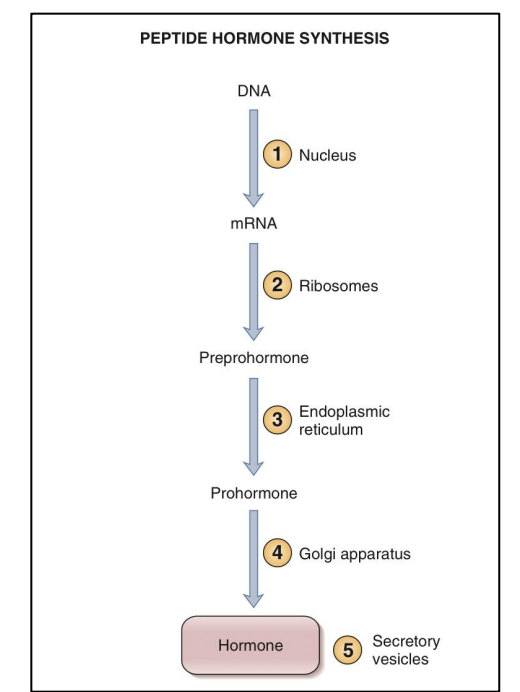 PEPTIDE HORMONE SYNTHESIS
DNA
1 Nucleus
mRNA
2 Ribosomes
Preprohormone
3 Endoplasmic
reticulum
Prohormone
4 Golgi apparatus
Hormone
5 Secretory
vesicles